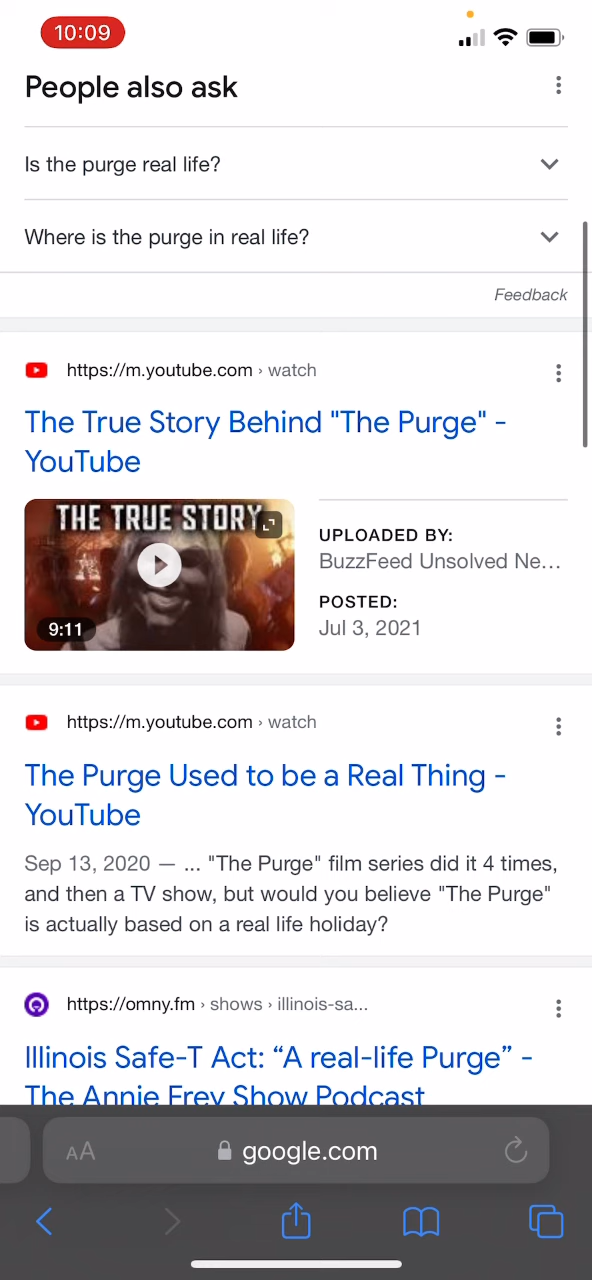 10:09
People also ask
Is the purge real life?
Where is the purge in real life?
Feedback
https://m.youtube.com › watch
The True Story Behind "The Purge" -
YouTube
THE TRUE STORY
9:11
UPLOADED BY:
BuzzFeed Unsolved Ne...
POSTED:
Jul 3, 2021
https://m.youtube.com › watch
The Purge Used to be a Real Thing -
YouTube
Sep 13, 2020 — ... "The Purge" film series did it 4 times,
and then a TV show, but would you believe "The Purge"
is actually based on a real life holiday?
https://omny.fm › shows › illinois-sa...
Illinois Safe-T Act: “A real-life Purge” -
The Annie Frey Show Podcast
AA
google.com